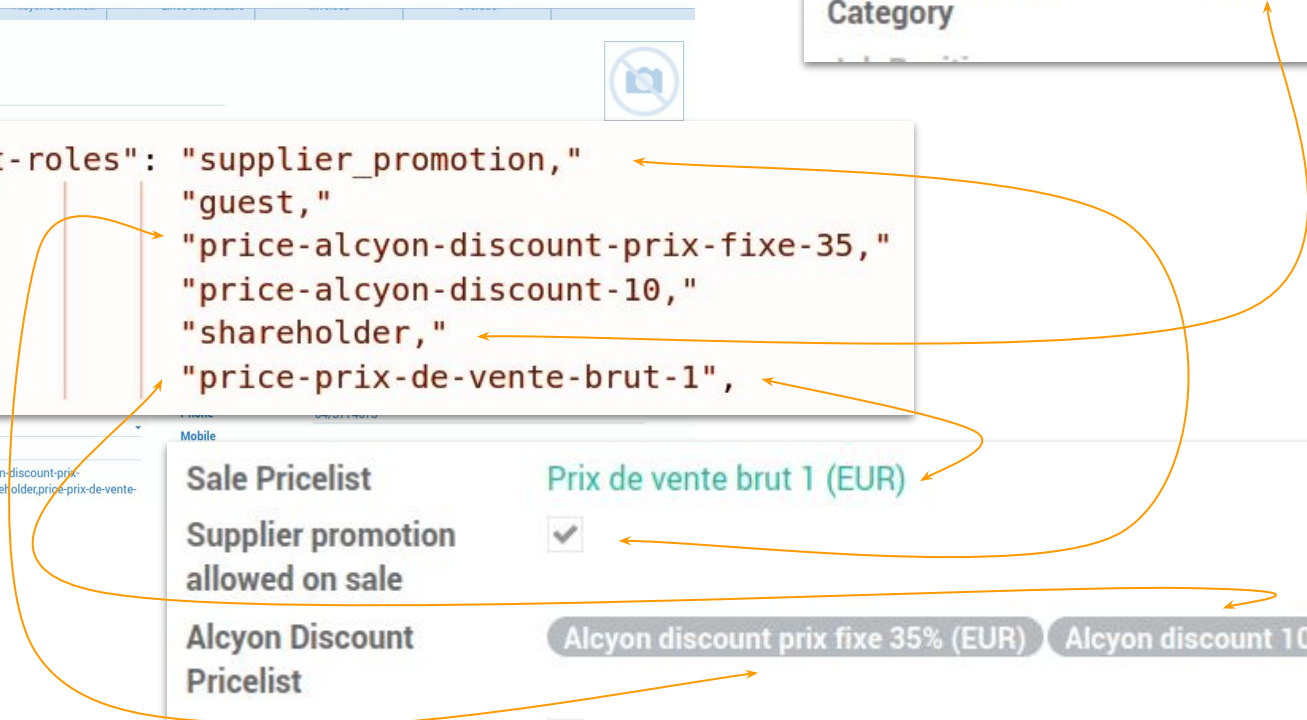 Category
t-roles": "supplier_promotion,"
"guest,"
"price-alcyon-discount-prix-fixe-35,"
"price-alcyon-discount-10,"
"shareholder,"
"price-prix-de-vente-brut-1",
Mobile
n-discount-prix-
eholder,price-prix-de-vente-
Sale Pricelist Prix de vente brut 1 (EUR)
Supplier promotion
allowed on sale
Alcyon Discount Alcyon discount prix fixe 35% (EUR) Alcyon discount 10
Pricelist